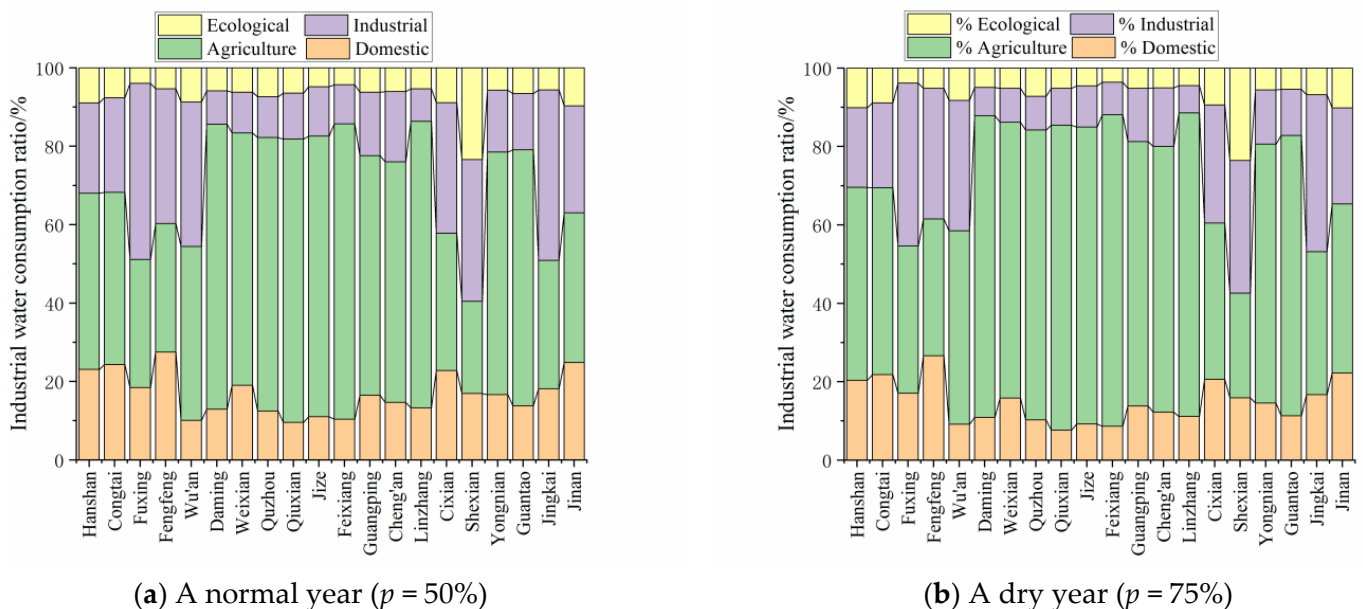 Ecological Industrial
Agriculture Domestic
100
80
60
40
20
0
Industrial water consumption ratio/%
Hanshan
Congtai
Fuxing
Fengfeng
Wu'an
Daming
Weixian
Quzhou
Qiuxian
Jize
Feixiang
Guangping
Cheng'an
Linzhang
Cixian
Shexian
Yongnian
Guantao
Jingkai
Jinan
(a) A normal year (p = 50%)
% Ecological % Industrial
% Agriculture % Domestic
100
80
60
40
20
0
Industrial water consumption ratio/%
Hanshan
Congtai
Fuxing
Fengfeng
Wu'an
Daming
Weixian
Quzhou
Qiuxian
Jize
Feixiang
Guangping
Cheng'an
Linzhang
Cixian
Shexian
Yongnian
Guantao
Jingkai
Jinan
(b) A dry year (p = 75%)